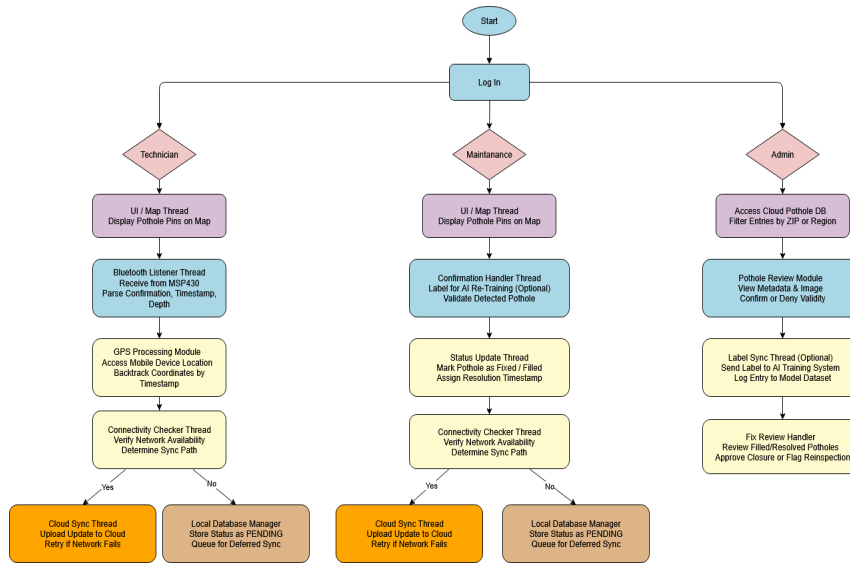 Start
Log In
Technician
Maintanance
Admin
UI / Map Thread
Display Pothole Pins on Map
UI / Map Thread
Display Pothole Pins on Map
Access Cloud Pothole DB
Filter Entries by ZIP or Region
Bluetooth Listener Thread
Receive from MSP430
Parse Confirmation, Timestamp,
Depth
Confirmation Handler Thread
Label for AI Re-Training (Optional)
Validate Detected Pothole
Pothole Review Module
View Metadata & Image
Confirm or Deny Validity
GPS Processing Module
Access Mobile Device Location
Backtrack Coordinates by
Timestamp
Status Update Thread
Mark Pothole as Fixed / Filled
Assign Resolution Timestamp
Label Sync Thread (Optional)
Send Label to AI Training System
Log Entry to Model Dataset
Connectivity Checker Thread
Verify Network Availability
Determine Sync Path
Connectivity Checker Thread
Verify Network Availability
Determine Sync Path
Fix Review Handler
Review Filled/Resolved Potholes
Approve Closure or Flag Reinspection
Yes
No
Yes
No
Cloud Sync Thread
Upload Update to Cloud
Retry if Network Fails
Local Database Manager
Store Status as PENDING
Queue for Deferred Sync
Cloud Sync Thread
Upload Update to Cloud
Retry if Network Fails
Local Database Manager
Store Status as PENDING
Queue for Deferred Sync